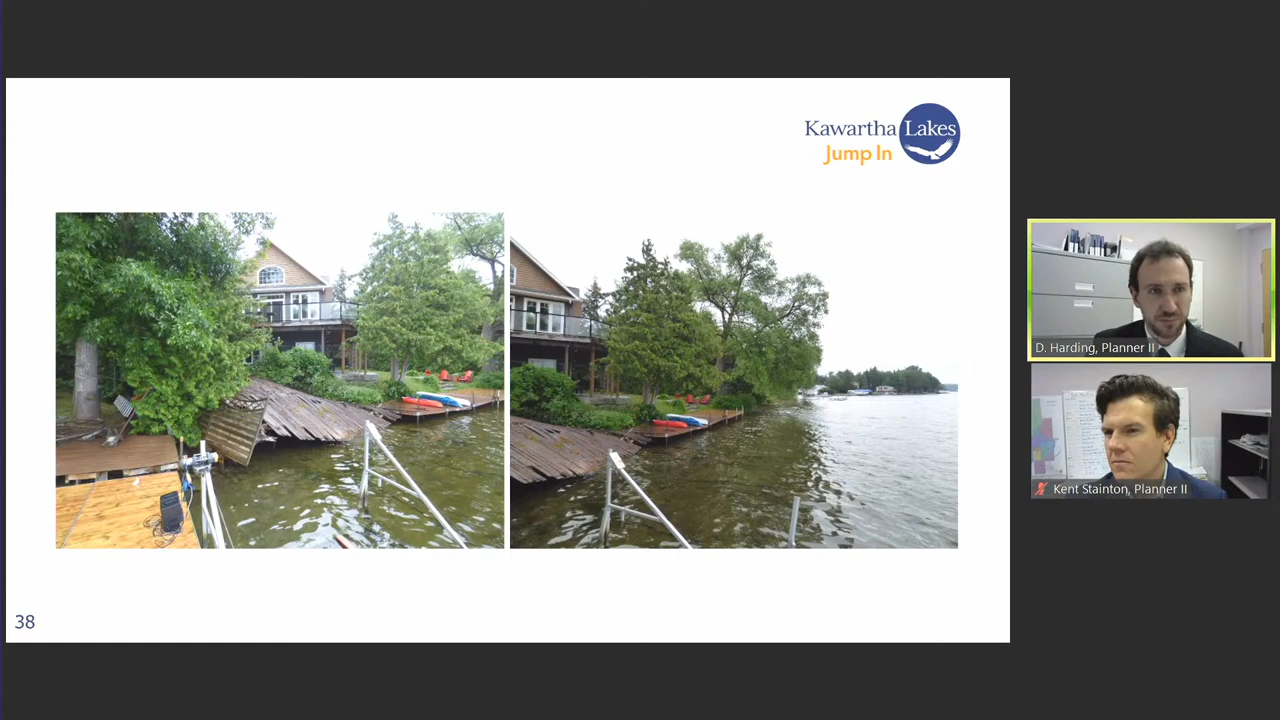 Kawartha Lakes
Jump In
D. Harding, Planner II
Kent Stainton, Planner II
38